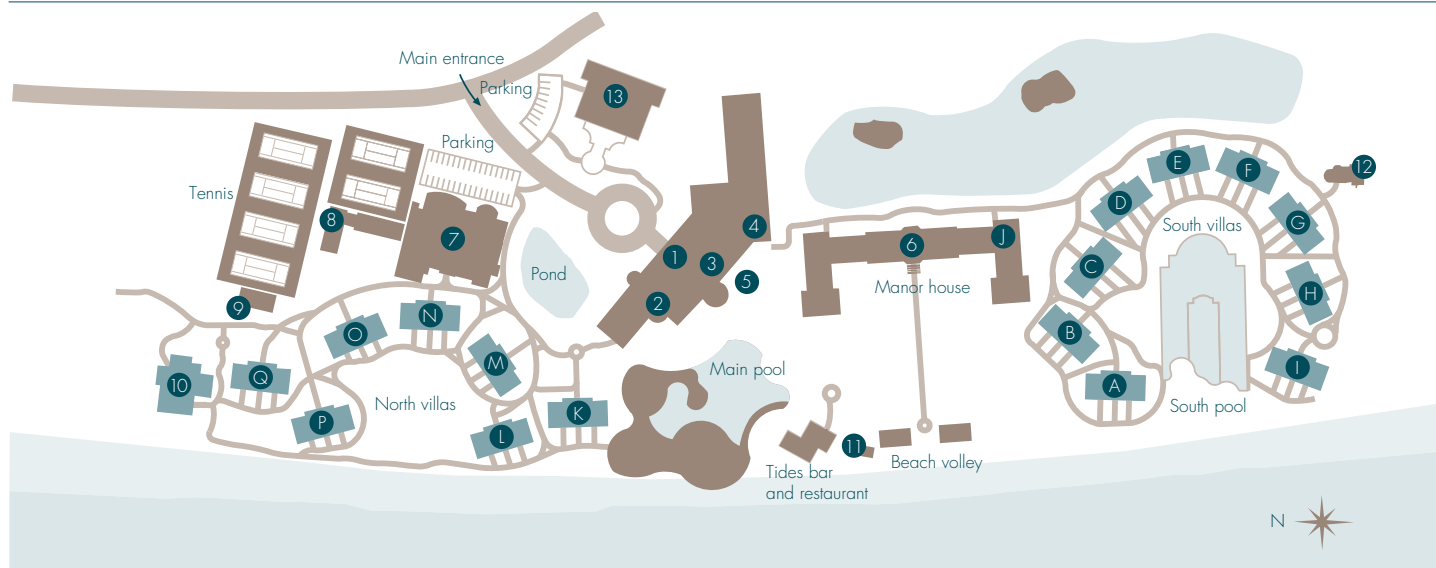 Main entrance
Parking
13
Parking
Tennis
8
7
Pond
9
1
2
3
4
5
6
J
Manor house
E
F
D
G
C
South villas
12
H
B
I
A
South pool
N
O
M
10
Q
North villas
P
L
K
Main pool
11
Tides bar
and restaurant
Beach volley
N